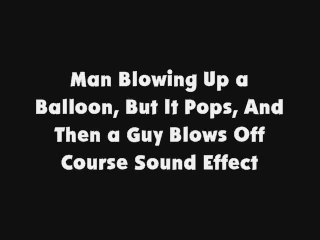 Man Blowing Up a
Balloon, But It Pops, And
Then a Guy Blows Off
Course Sound Effect